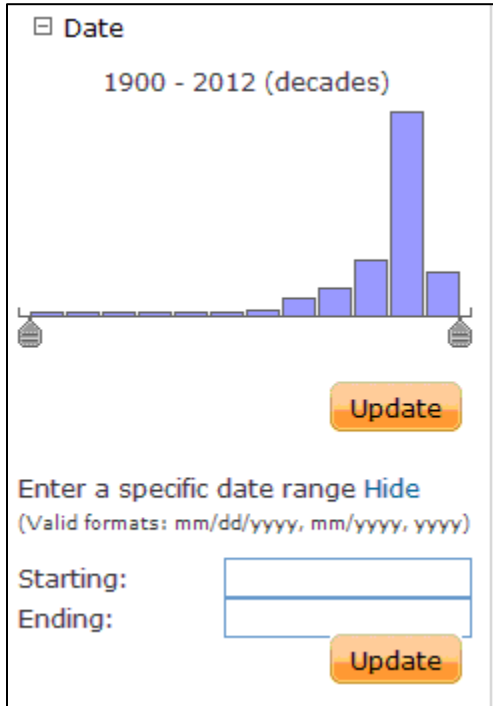 Date
1900 - 2012 (decades)
Update
Enter a specific date range Hide
(Valid formats: mm/dd/yyyy, mm/yyyy, yyyy)
Starting:
Ending:
Update